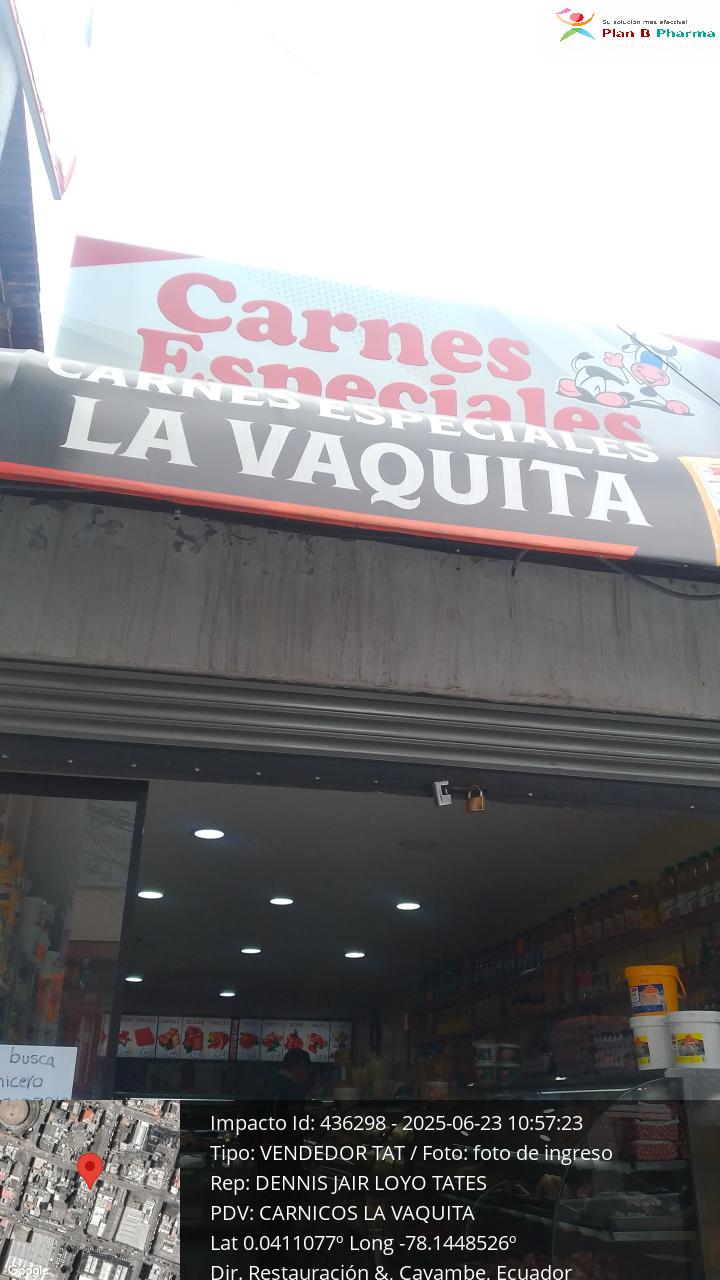 Su solución más efectiva!
Plan B Pharma
Carnes
Especiales
CARNES ESPECIALES
LA VAQUITA
busca
nicero
Impacto Id: 436298 - 2025-06-23 10:57:23
Tipo: VENDEDOR TAT / Foto: foto de ingreso
Rep: DENNIS JAIR LOYO TATES
PDV: CARNICOS LA VAQUITA
Lat 0.0411077º Long -78.1448526º
Dir. Restauración &, Cayambe, Ecuador
Google